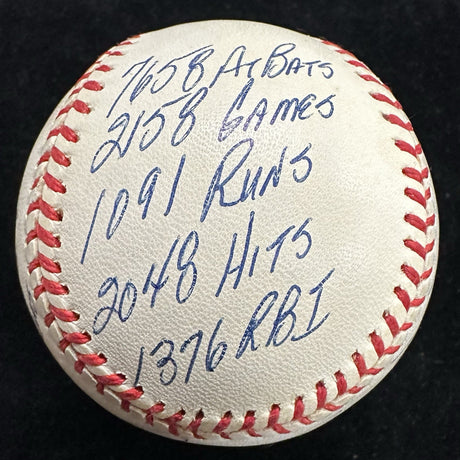 7658 At Bats
2158 Games
1091 Runs
2048 Hits
1376 RBI